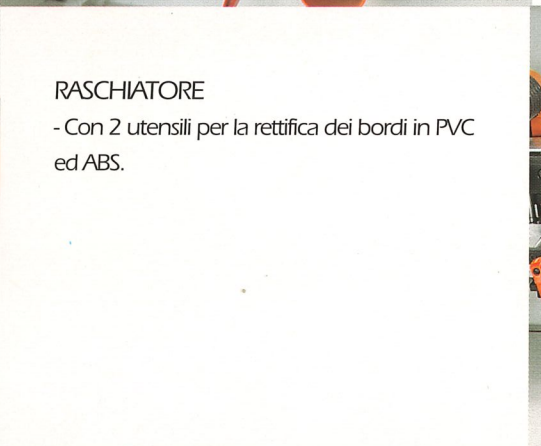 RASCHIATORE
- Con 2 utensili per la rettifica dei bordi in PVC
ed ABS.